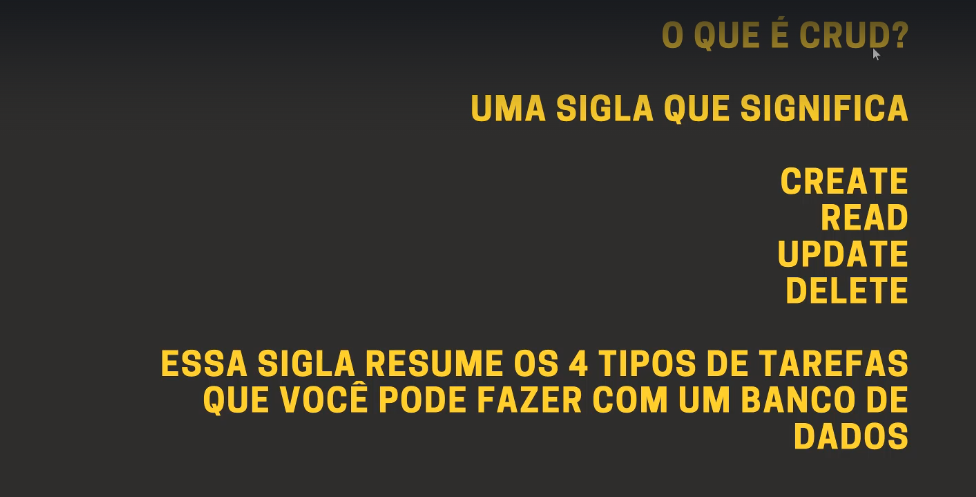 O QUE É CRUD?
UMA SIGLA QUE SIGNIFICA
CREATE
READ
UPDATE
DELETE
ESSA SIGLA RESUME OS 4 TIPOS DE TAREFAS
QUE VOCÊ PODE FAZER COM UM BANCO DE
DADOS